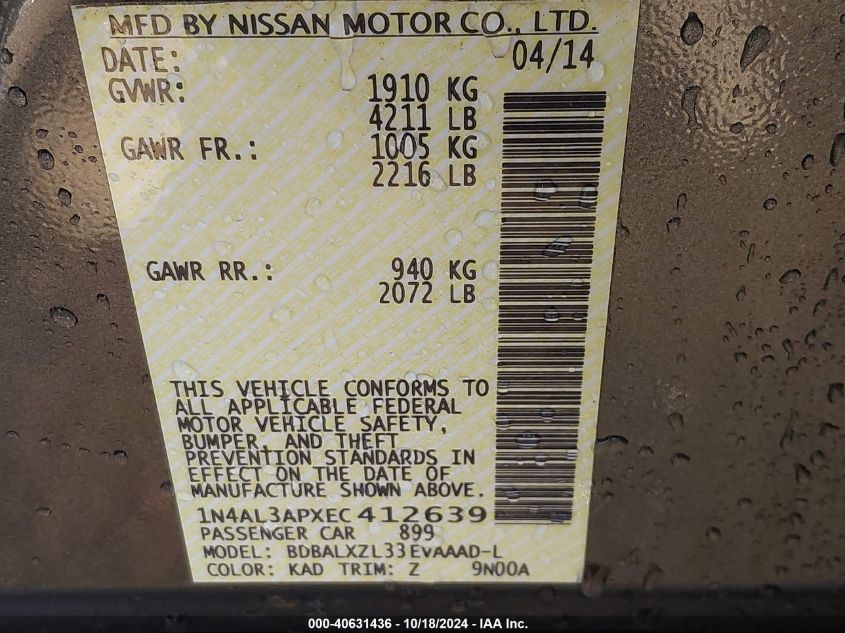 MFD BY NISSAN MOTOR CO., LTD.
DATE: 04/14
GVWR: 1910 KG
4211 LB
GAWR FR.: 1005 KG
2216 LB
GAWR RR.: 940 KG
2072 LB
THIS VEHICLE CONFORMS TO
ALL APPLICABLE FEDERAL
MOTOR VEHICLE SAFETY,
BUMPER, AND THEFT
PREVENTION STANDARDS IN
EFFECT ON THE DATE OF
MANUFACTURE SHOWN ABOVE.
1N4AL3APXEC 412639
PASSENGER CAR 899
MODEL: BDBALXZL33EVAAAD-L
COLOR: KAD TRIM: Z 9N00A
000-40631436 - 10/18/2024 - IAA Inc.